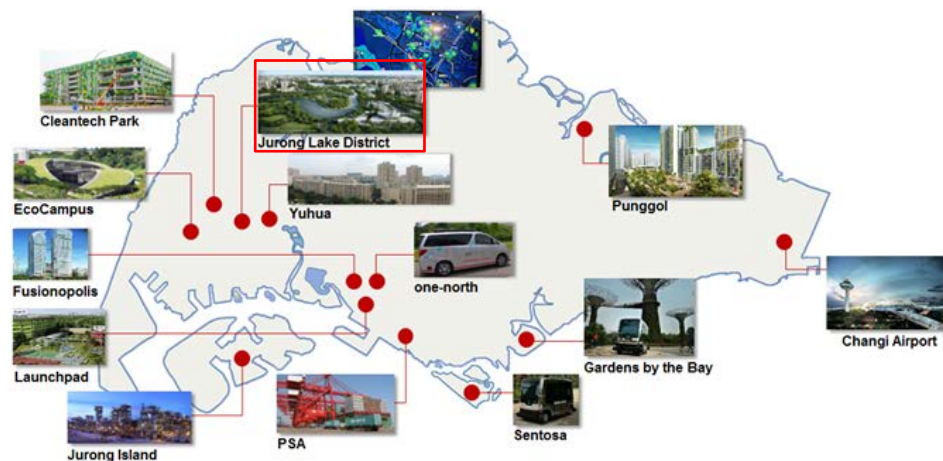 Cleantech Park
Jurong Lake District
EcoCampus
Yuhua
Punggol
Fusionopolis
one-north
Launchpad
Gardens by the Bay
Changi Airport
Jurong Island
PSA
Sentosa